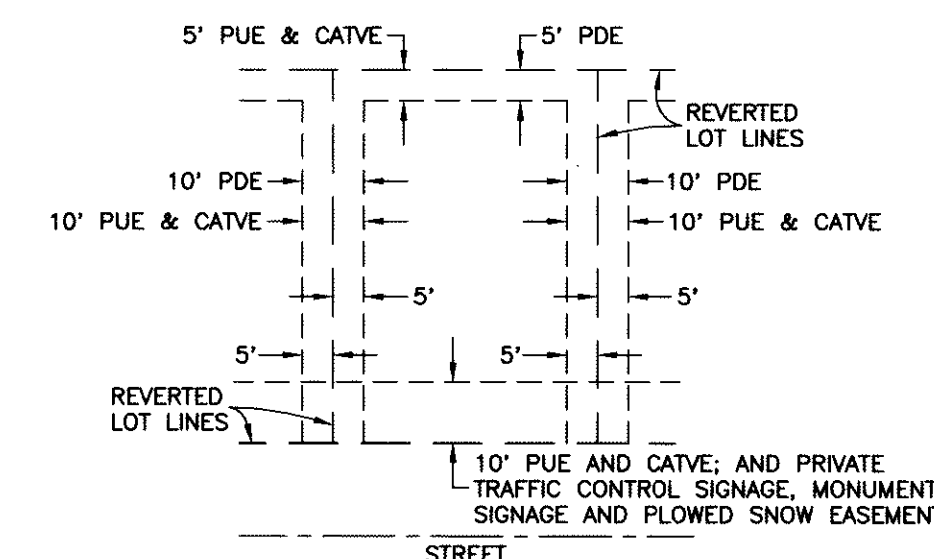 5' PUE & CATVE
5' PDE
REVERTED
LOT LINES
10' PDE
10' PDE
10' PUE & CATVE
10' PUE & CATVE
5'
5'
5'
5'
REVERTED
LOT LINES
10' PUE AND CATVE; AND PRIVATE
TRAFFIC CONTROL SIGNAGE, MONUMENT
SIGNAGE AND PLOWED SNOW EASEMENT
STREET